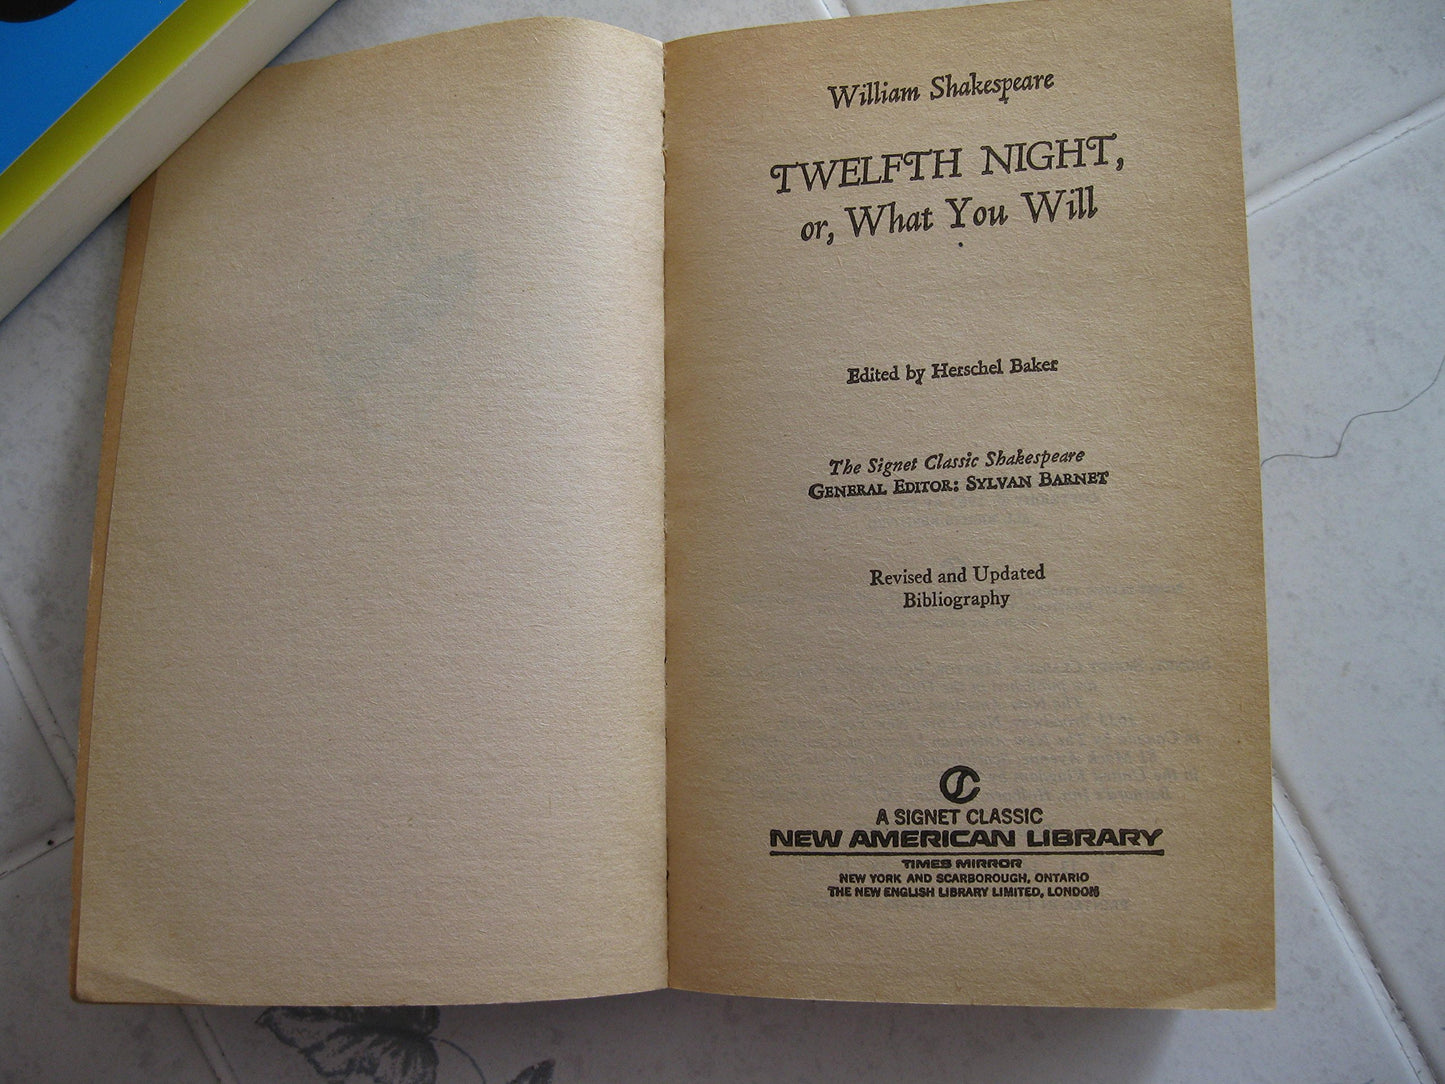 William Shakespeare
TWELFTH NIGHT,
or, What You Will
Edited by Herschel Baker
The Signet Classic Shakespeare
GENERAL EDITOR: SYLVAN BARNET
Revised and Updated
Bibliography
A SIGNET CLASSIC
NEW AMERICAN LIBRARY
TIMES MIRROR
NEW YORK AND SCARBOROUGH, ONTARIO
THE NEW ENGLISH LIBRARY LIMITED, LONDON